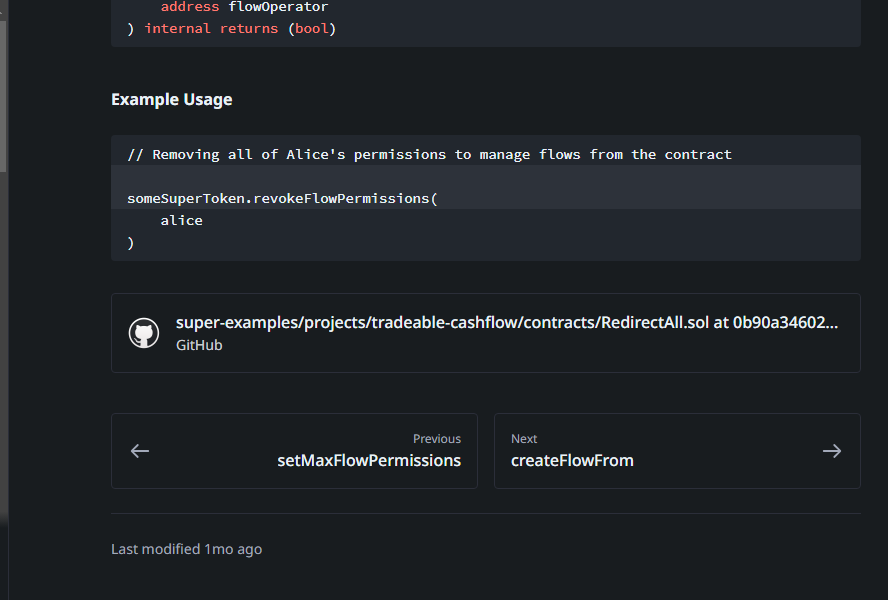 address flowOperator
) internal returns (bool)
Example Usage
// Removing all of Alice's permissions to manage flows from the contract
someSuperToken.revokeFlowPermissions(
alice
)
super-examples/projects/tradeable-cashflow/contracts/RedirectAll.sol at 0b90a34602...
GitHub
Previous
setMaxFlowPermissions
Next
createFlowFrom
Last modified 1mo ago